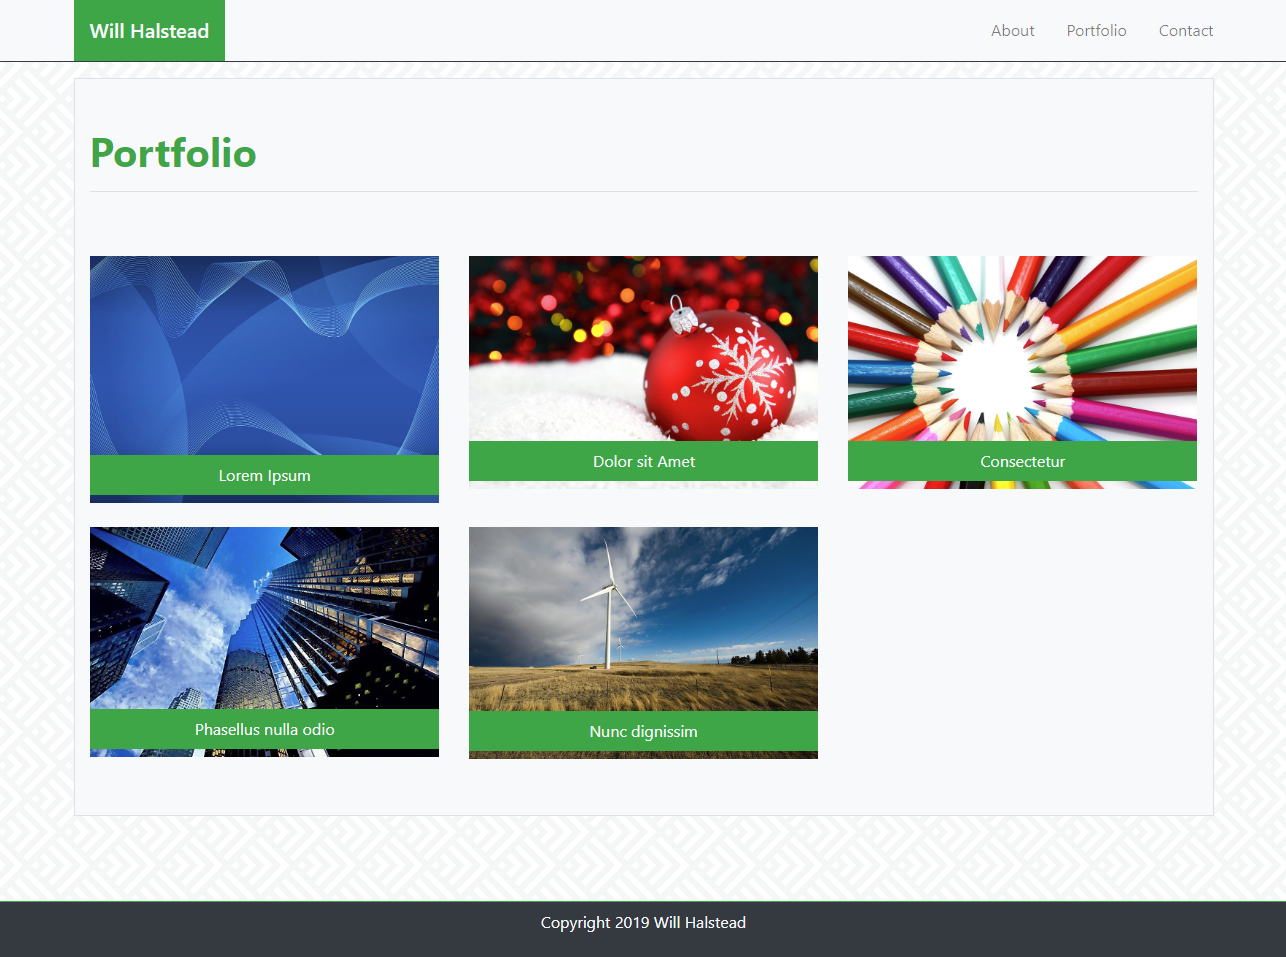 Will Halstead
About
Portfolio
Contact
Portfolio
Lorem Ipsum
Dolor sit Amet
Consectetur
Phasellus nulla odio
Nunc dignissim
Copyright 2019 Will Halstead